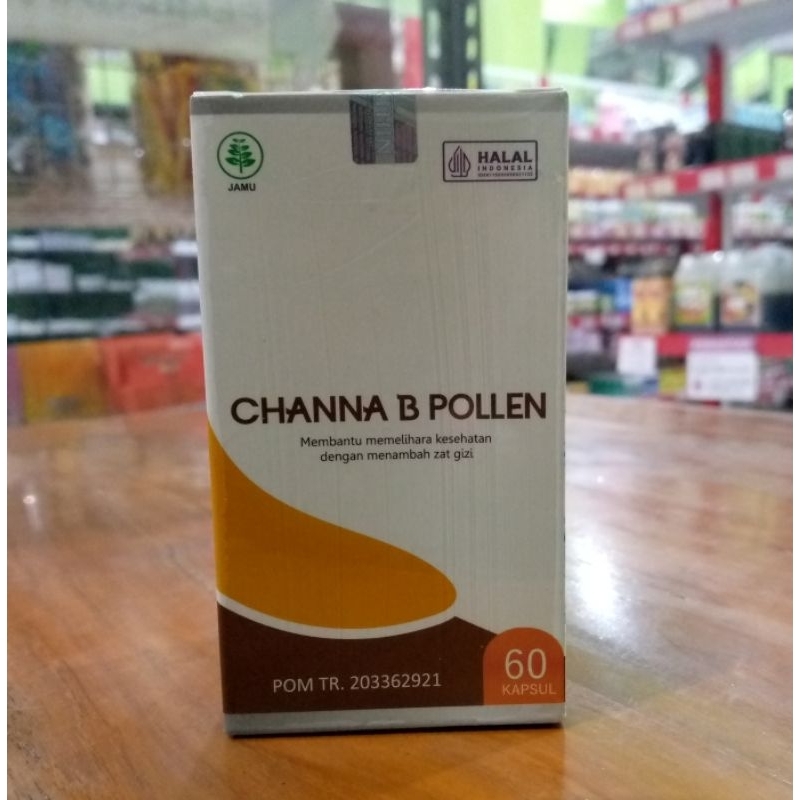 JAMU
HALAL
INDONESIA
CHANNA B POLLEN
Membantu memelihara kesehatan
dengan menambah zat gizi
POM TR. 203362921
60
KAPSUL